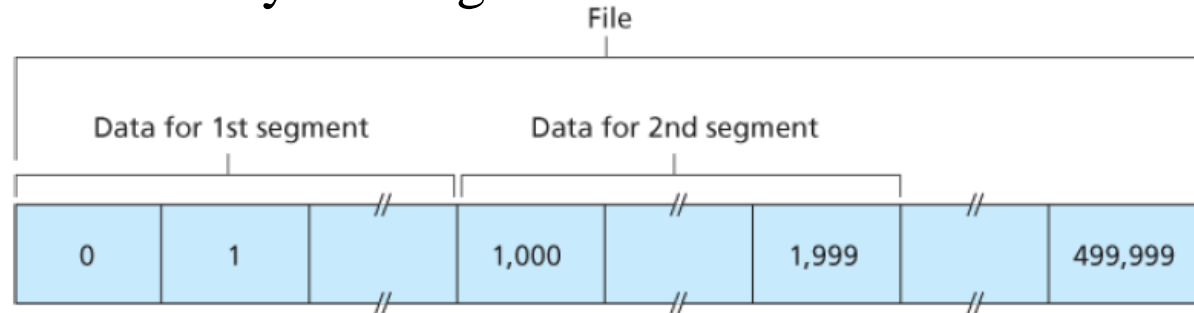 File
Data for 1st segment Data for 2nd segment
0 1 1,000 1,999 499,999